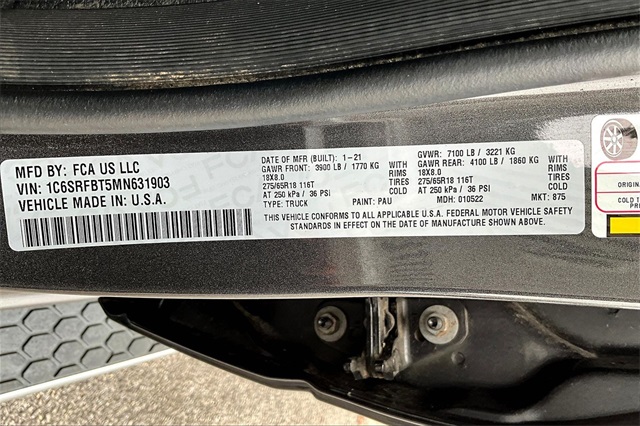 MFD BY: FCA US LLC
VIN: 1C6SRFBT5MN631903
VEHICLE MADE IN U.S.A.
DATE OF MFR (BUILT): 1-21
GAWR FRONT: 3900 LB / 1770 KG
18X8.0
275/65R18 116T
AT 250 kPa / 36 PSI
TYPE: TRUCK
WITH
RIMS
TIRES
COLD
PAINT: PAU
GVWR: 7100 LB / 3221 KG
GAWR REAR: 4100 LB / 1860 KG
18X8.0
275/65R18 116T
AT 250 kPa / 36 PSI
MDH: 010522
WITH
RIMS
TIRES
COLD
MKT: 875
THIS VEHICLE CONFORMS TO ALL APPLICABLE U.S.A. FEDERAL MOTOR VEHICLE SAFETY
STANDARDS IN EFFECT ON THE DATE OF MANUFACTURE SHOWN ABOVE.
COLD